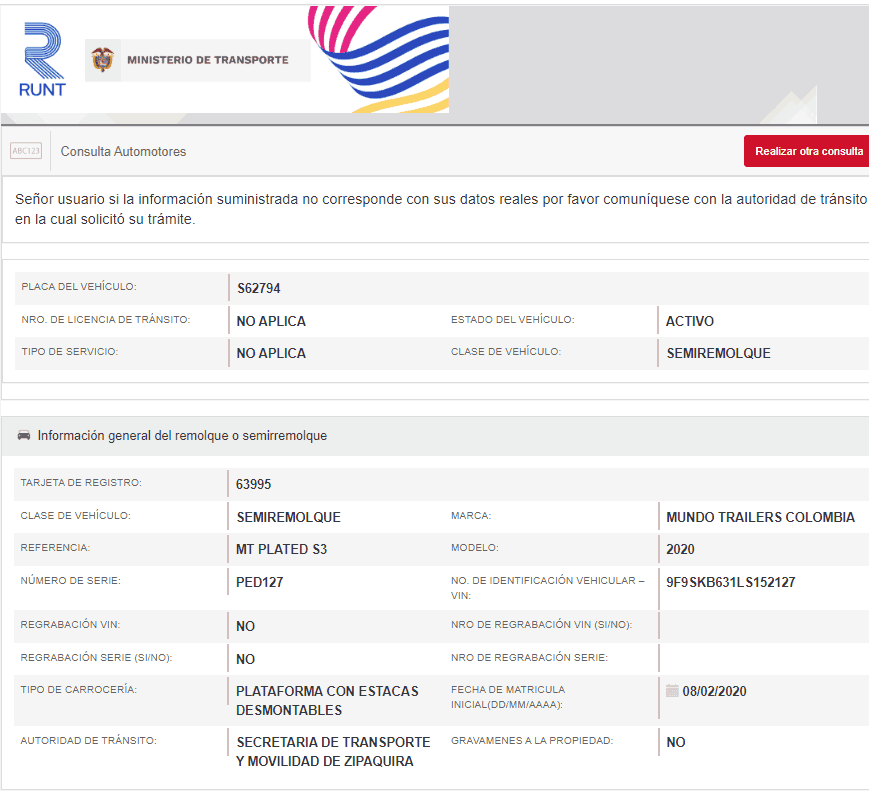 RUNT
MINISTERIO DE TRANSPORTE
ABC123
Consulta Automotores
Realizar otra consulta
Señor usuario si la información suministrada no corresponde con sus datos reales por favor comuníquese con la autoridad de tránsito
en la cual solicitó su trámite.
PLACA DEL VEHÍCULO: S62794
NRO. DE LICENCIA DE TRÁNSITO: NO APLICA ESTADO DEL VEHÍCULO: ACTIVO
TIPO DE SERVICIO: NO APLICA CLASE DE VEHÍCULO: SEMIREMOLQUE
Información general del remolque o semirremolque
TARJETA DE REGISTRO: 63995
CLASE DE VEHÍCULO: SEMIREMOLQUE MARCA: MUNDO TRAILERS COLOMBIA
REFERENCIA: MT PLATED S3 MODELO: 2020
NÚMERO DE SERIE: PED127 NO. DE IDENTIFICACIÓN VEHICULAR –
VIN: 9F9SKB631LS152127
REGRABACIÓN VIN: NO NRO DE REGRABACIÓN VIN (SI/NO):
REGRABACIÓN SERIE (SI/NO): NO NRO DE REGRABACIÓN SERIE:
TIPO DE CARROCERÍA: PLATAFORMA CON ESTACAS
DESMONTABLES
FECHA DE MATRICULA
INICIAL(DD/MM/AAAA): 08/02/2020
AUTORIDAD DE TRÁNSITO: SECRETARIA DE TRANSPORTE
Y MOVILIDAD DE ZIPAQUIRA
GRAVAMENES A LA PROPIEDAD: NO